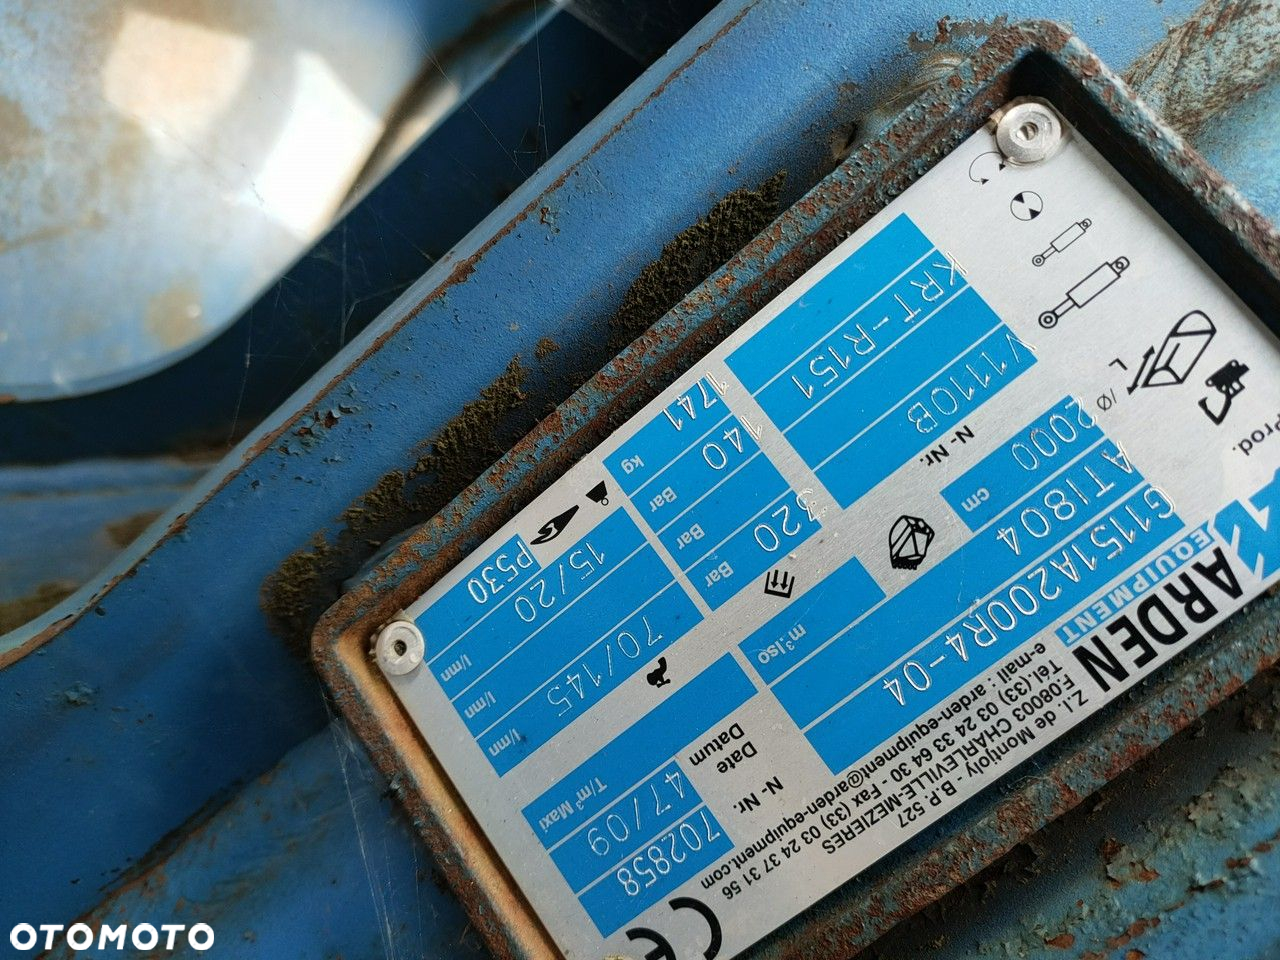 ARDEN
EQUIPMENT
Z.I. de Montjoly - B.P. 527
F.08003 CHARLEVILLE-MEZIERES
Tél.(33) 03 24 33 64 30 - Fax (33) 03 24 37 31 56
e-mail : arden-equipment@arden-equipment.com
CE
Prod.
G1151A200R4-04
N- Nr.
702858
L /Ø
ATI804
Date
Datum
47/09
2000 cm
m³ Iso
T/m³ Maxi
N- Nr.
V1110B
320 Bar
70/145 l/mn
KRT-R151
140 Bar
15/20 l/mn
Bar
l/mn
1741 kg
P530
OTOMOTO